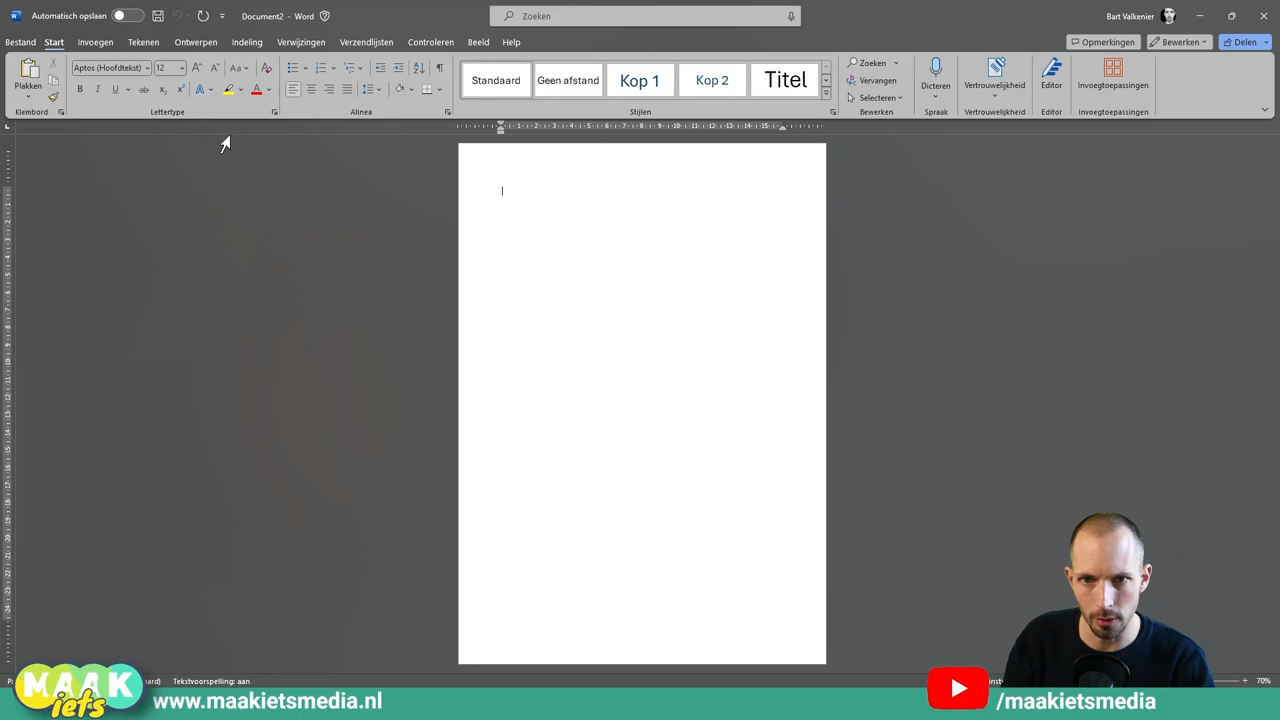 Automatisch opslaan
Document2 - Word
Zoeken
Bart Valkenier
Bestand Start Invoegen Tekenen Ontwerpen Indeling Verwijzingen Verzendlijsten Controleren Beeld Help
Opmerkingen
Bewerken
Delen
Plakken
Aptos (Hoofdtekst) 12
Standaard
Geen afstand
Kop 1
Kop 2
Titel
Zoeken
Vervangen
Selecteren
Dicteren
Vertrouwelijkheid
Editor
Invoegtoepassingen
Klembord
Lettertype
Alinea
Stijlen
Bewerken
Spraak
Vertrouwelijkheid
Editor
Invoegtoepassingen
Tekstvoorspelling: aan
70%
MAAK
iets
www.maakietsmedia.nl
/maakietsmedia